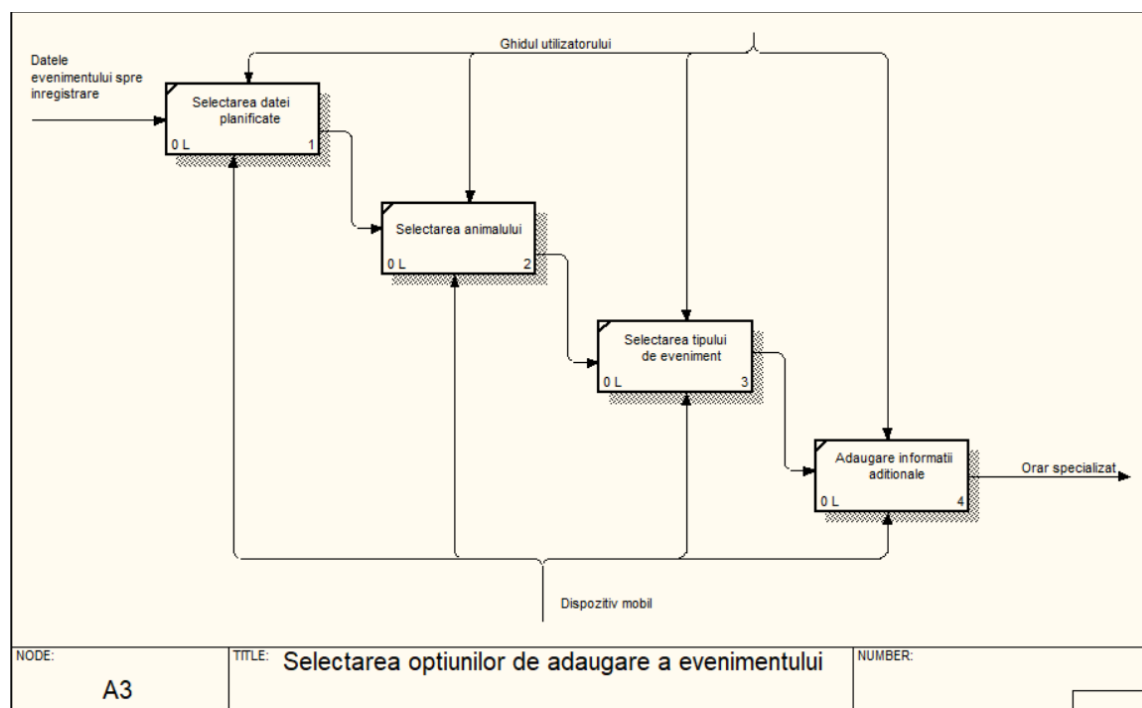 Ghidul utilizatorului
Datele
evenimentului spre
inregistrare
Selectarea datei
planificate
0 L
1
Selectarea animalului
0 L
2
Selectarea tipului
de eveniment
0 L
3
Adaugare informatii
aditionale
0 L
4
Orar specializat
Dispozitiv mobil
NODE:
A3
TITLE:
Selectarea optiunilor de adaugare a evenimentului
NUMBER: